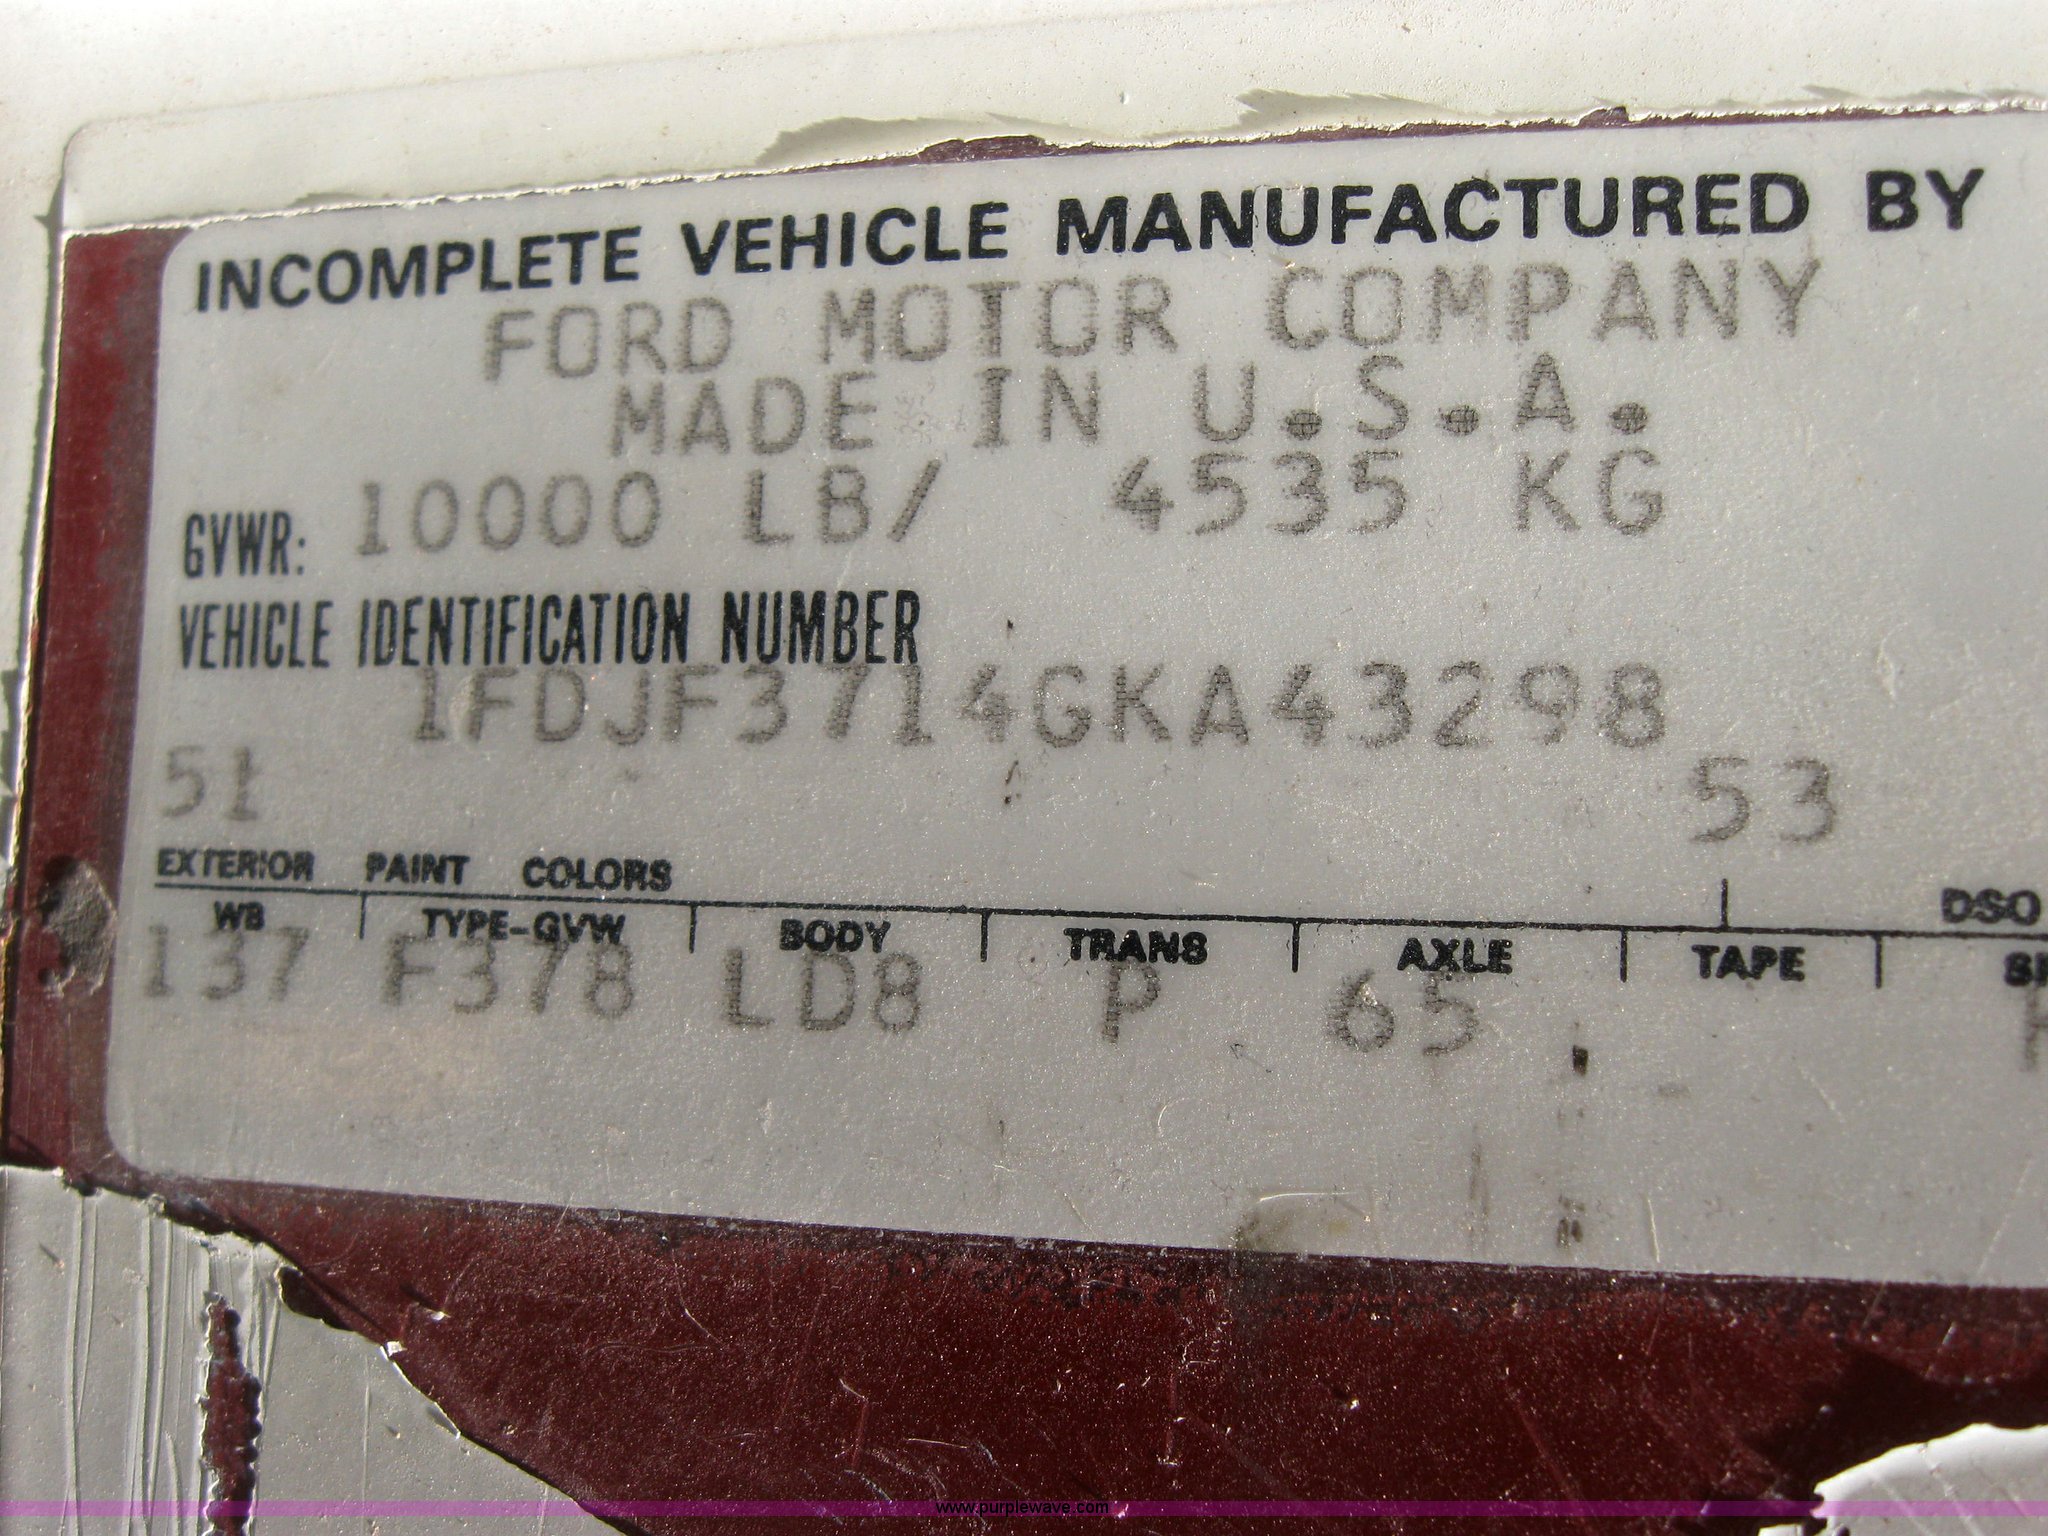 INCOMPLETE VEHICLE MANUFACTURED BY
FORD MOTOR COMPANY
MADE IN U.S.A.
GVWR: 10000 LB/ 4535 KG
VEHICLE IDENTIFICATION NUMBER
1FDJF3714GKA43298
51 53
EXTERIOR PAINT COLORS DSO
WB TYPE-GVW BODY TRANS AXLE TAPE
137 F378 LD8 P 65
www.purplewave.com